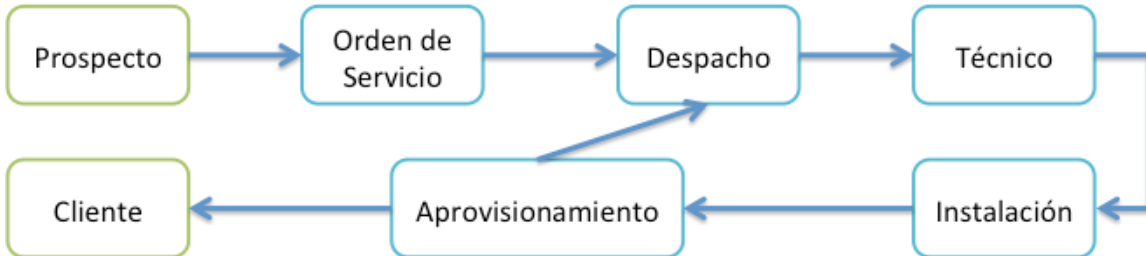 Prospecto
Orden de
Servicio
Despacho
Técnico
Cliente
Aprovisionamiento
Instalación